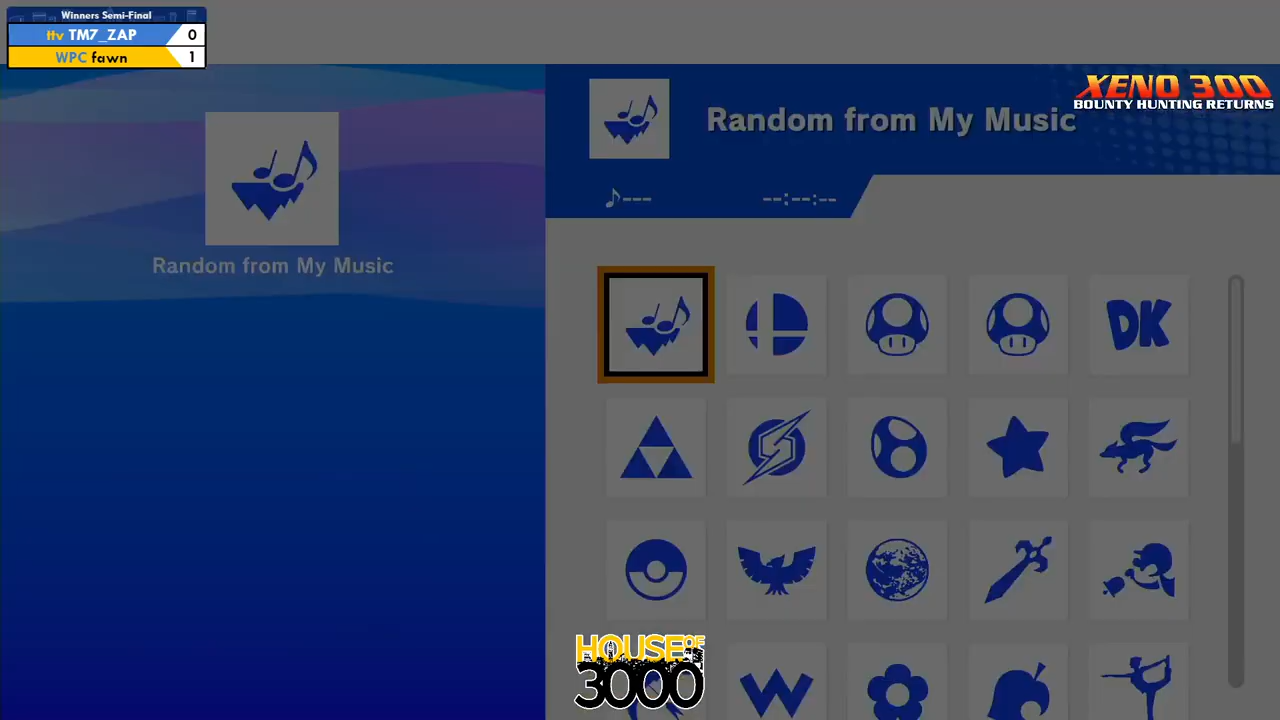 Winners Semi-Final
ttv TM7_ZAP 0
WPC fawn 1
XENO 300
BOUNTY HUNTING RETURNS
Random from My Music
♪--- --:--:--
Random from My Music
DK
HOUSE OF
3000